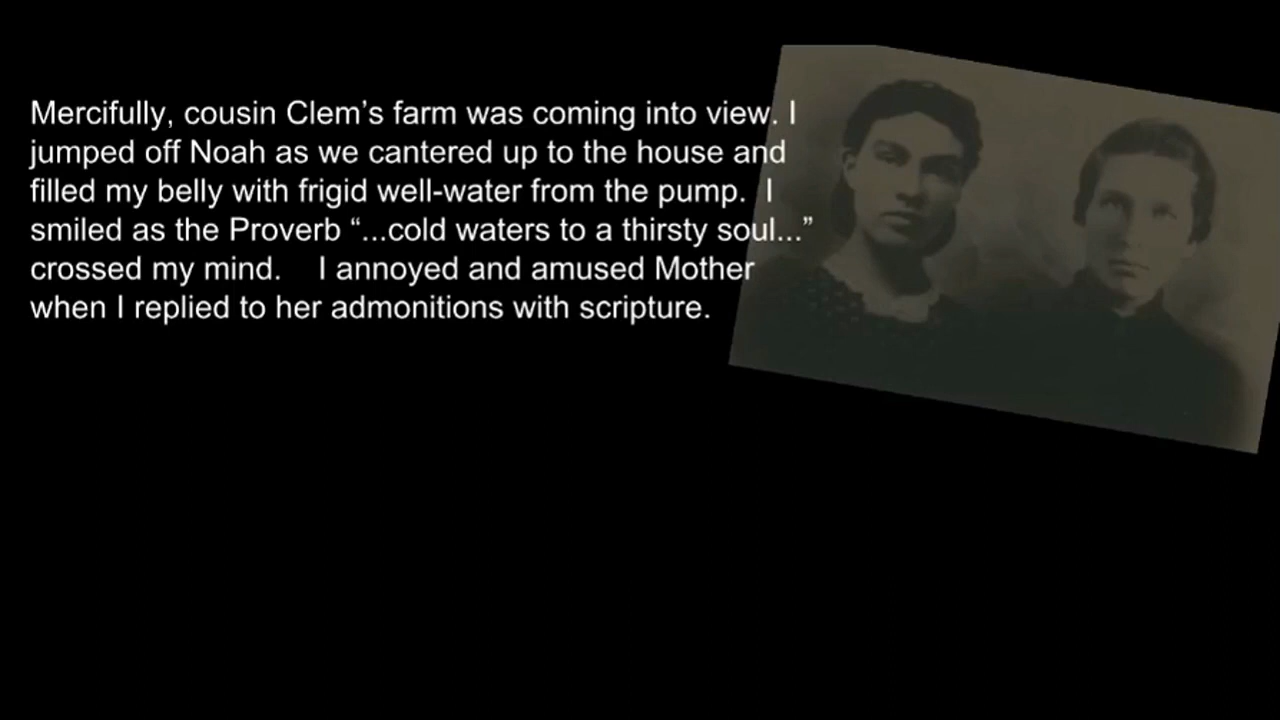 Mercifully, cousin Clem’s farm was coming into view. I
jumped off Noah as we cantered up to the house and
filled my belly with frigid well-water from the pump.  I
smiled as the Proverb “...cold waters to a thirsty soul...”
crossed my mind.    I annoyed and amused Mother
when I replied to her admonitions with scripture.